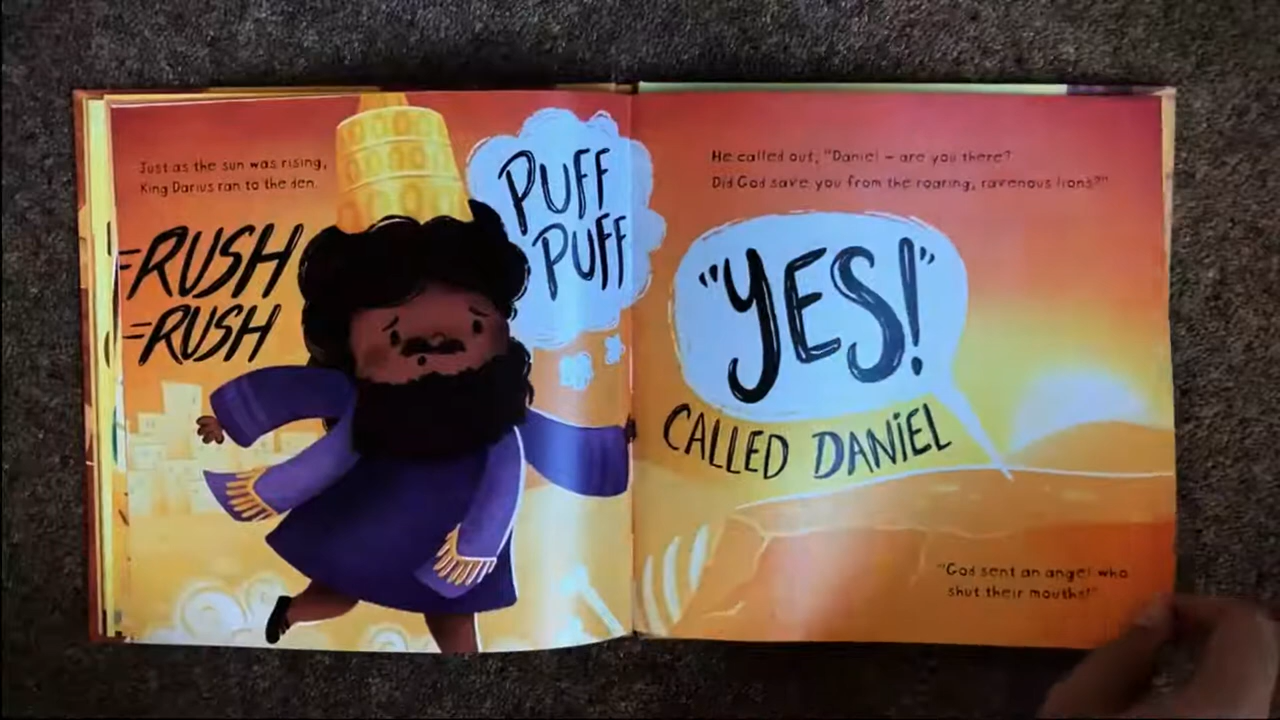 Just as the sun was rising,
King Darius ran to the den.
RUSH
RUSH
PUFF
PUFF
He called out, "Daniel – are you there?
Did God save you from the roaring, ravenous lions?"
"YES!"
CALLED DANiEL
"God sent an angel who
shut their mouths!"